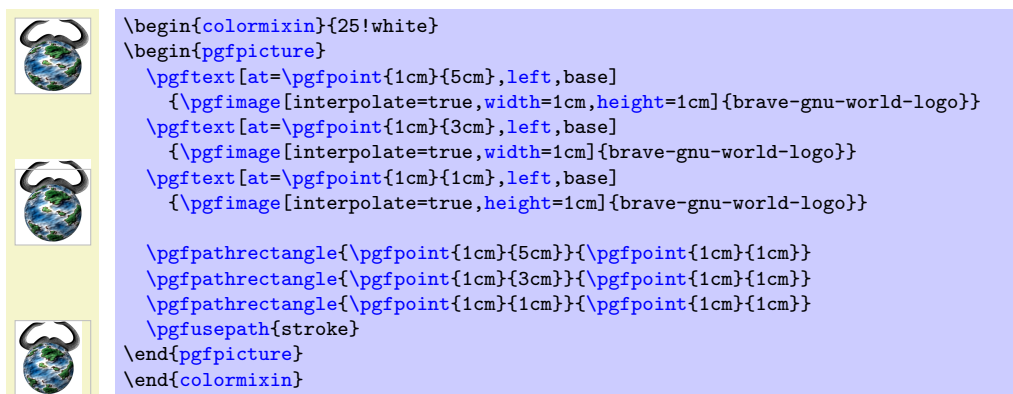 \begin{colormixin}{25!white}
\begin{pgfpicture}
  \pgftext[at=\pgfpoint{1cm}{5cm},left,base]
    {\pgfimage[interpolate=true,width=1cm,height=1cm]{brave-gnu-world-logo}}
  \pgftext[at=\pgfpoint{1cm}{3cm},left,base]
    {\pgfimage[interpolate=true,width=1cm]{brave-gnu-world-logo}}
  \pgftext[at=\pgfpoint{1cm}{1cm},left,base]
    {\pgfimage[interpolate=true,height=1cm]{brave-gnu-world-logo}}

  \pgfpathrectangle{\pgfpoint{1cm}{5cm}}{\pgfpoint{1cm}{1cm}}
  \pgfpathrectangle{\pgfpoint{1cm}{3cm}}{\pgfpoint{1cm}{1cm}}
  \pgfpathrectangle{\pgfpoint{1cm}{1cm}}{\pgfpoint{1cm}{1cm}}
  \pgfusepath{stroke}
\end{pgfpicture}
\end{colormixin}